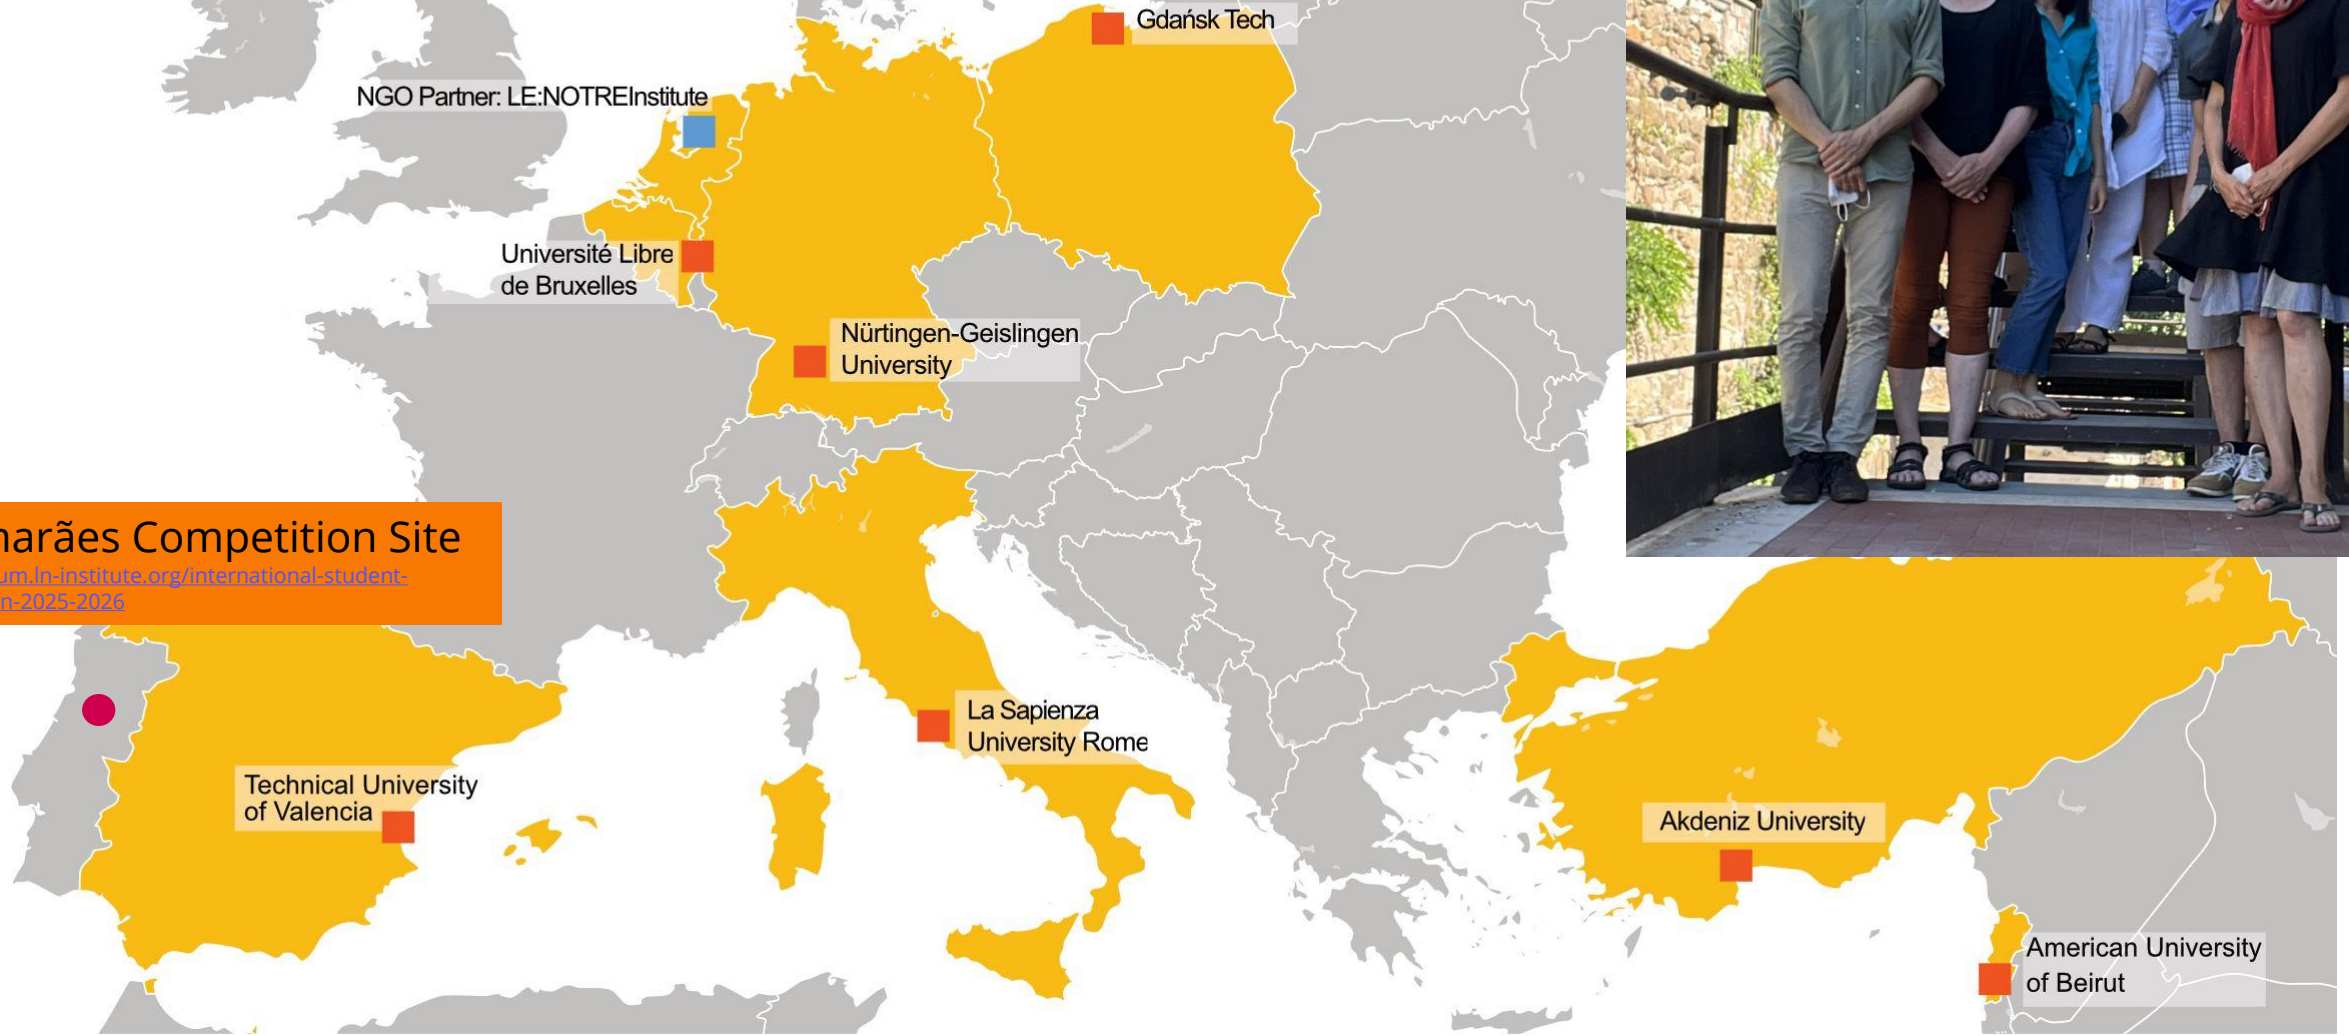 Gdańsk Tech
NGO Partner: LE:NOTREInstitute
Université Libre
de Bruxelles
Nürtingen-Geislingen
University
Competition Site
um.ln-institute.org/international-student-
n-2025-2026
La Sapienza
University Rome
Technical University
of Valencia
Akdeniz University
American University
of Beirut